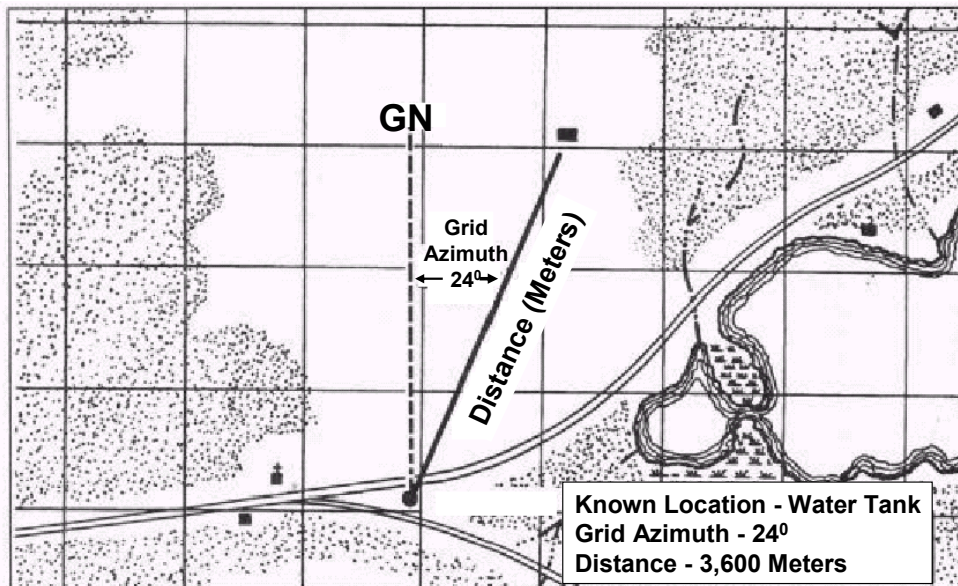 GN
Grid
Azimuth
24⁰
Distance (Meters)
Known Location - Water Tank
Grid Azimuth - 24⁰
Distance - 3,600 Meters